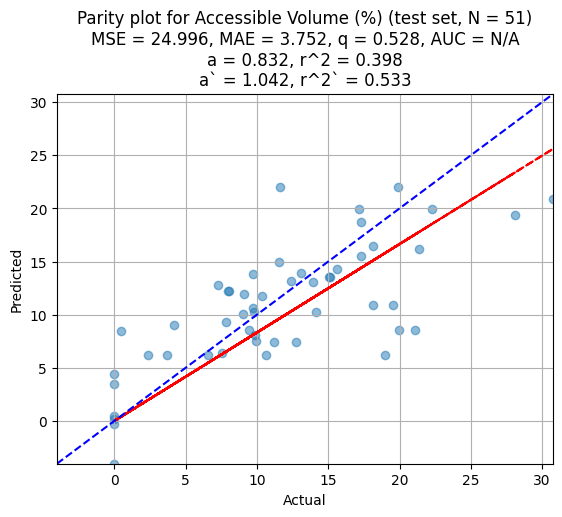 Parity plot for Accessible Volume (%) (test set, N = 51)
MSE = 24.996, MAE = 3.752, q = 0.528, AUC = N/A
a = 0.832, r^2 = 0.398
a` = 1.042, r^2` = 0.533
30
25
20
15
10
5
0
Predicted
0 5 10 15 20 25 30
Actual